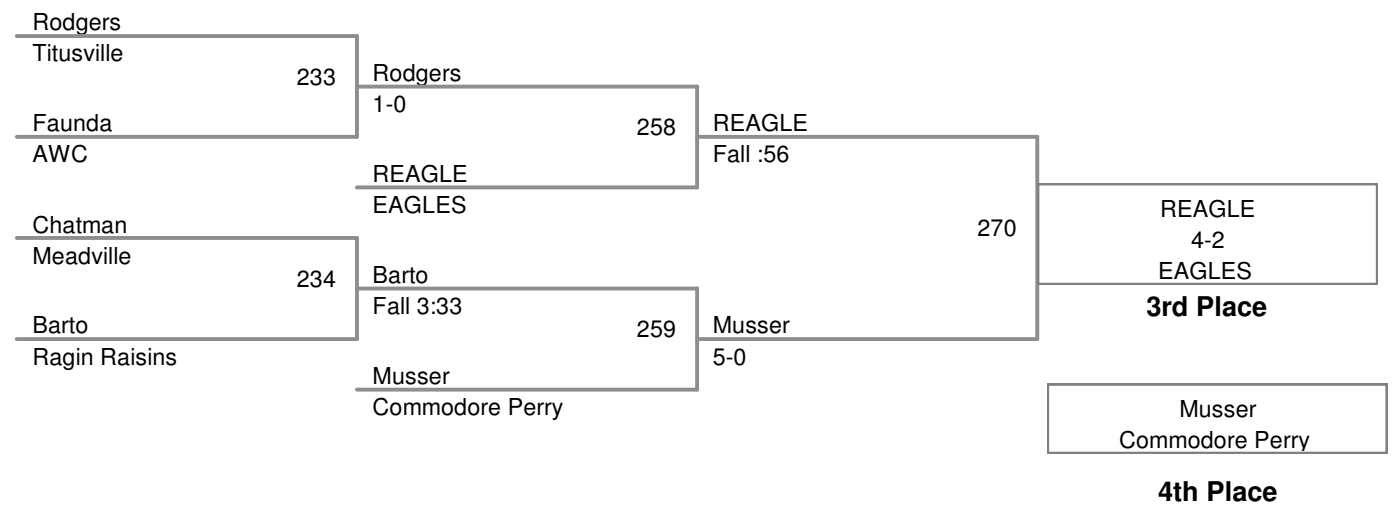 Rodgers
Titusville
233
Faunda
AWC
Chatman
Meadville
234
Barto
Ragin Raisins
Rodgers
1-0
258
REAGLE
EAGLES
Barto
Fall 3:33
259
Musser
Commodore Perry
REAGLE
Fall :56
270
Musser
5-0
REAGLE
4-2
EAGLES
3rd Place
Musser
Commodore Perry
4th Place